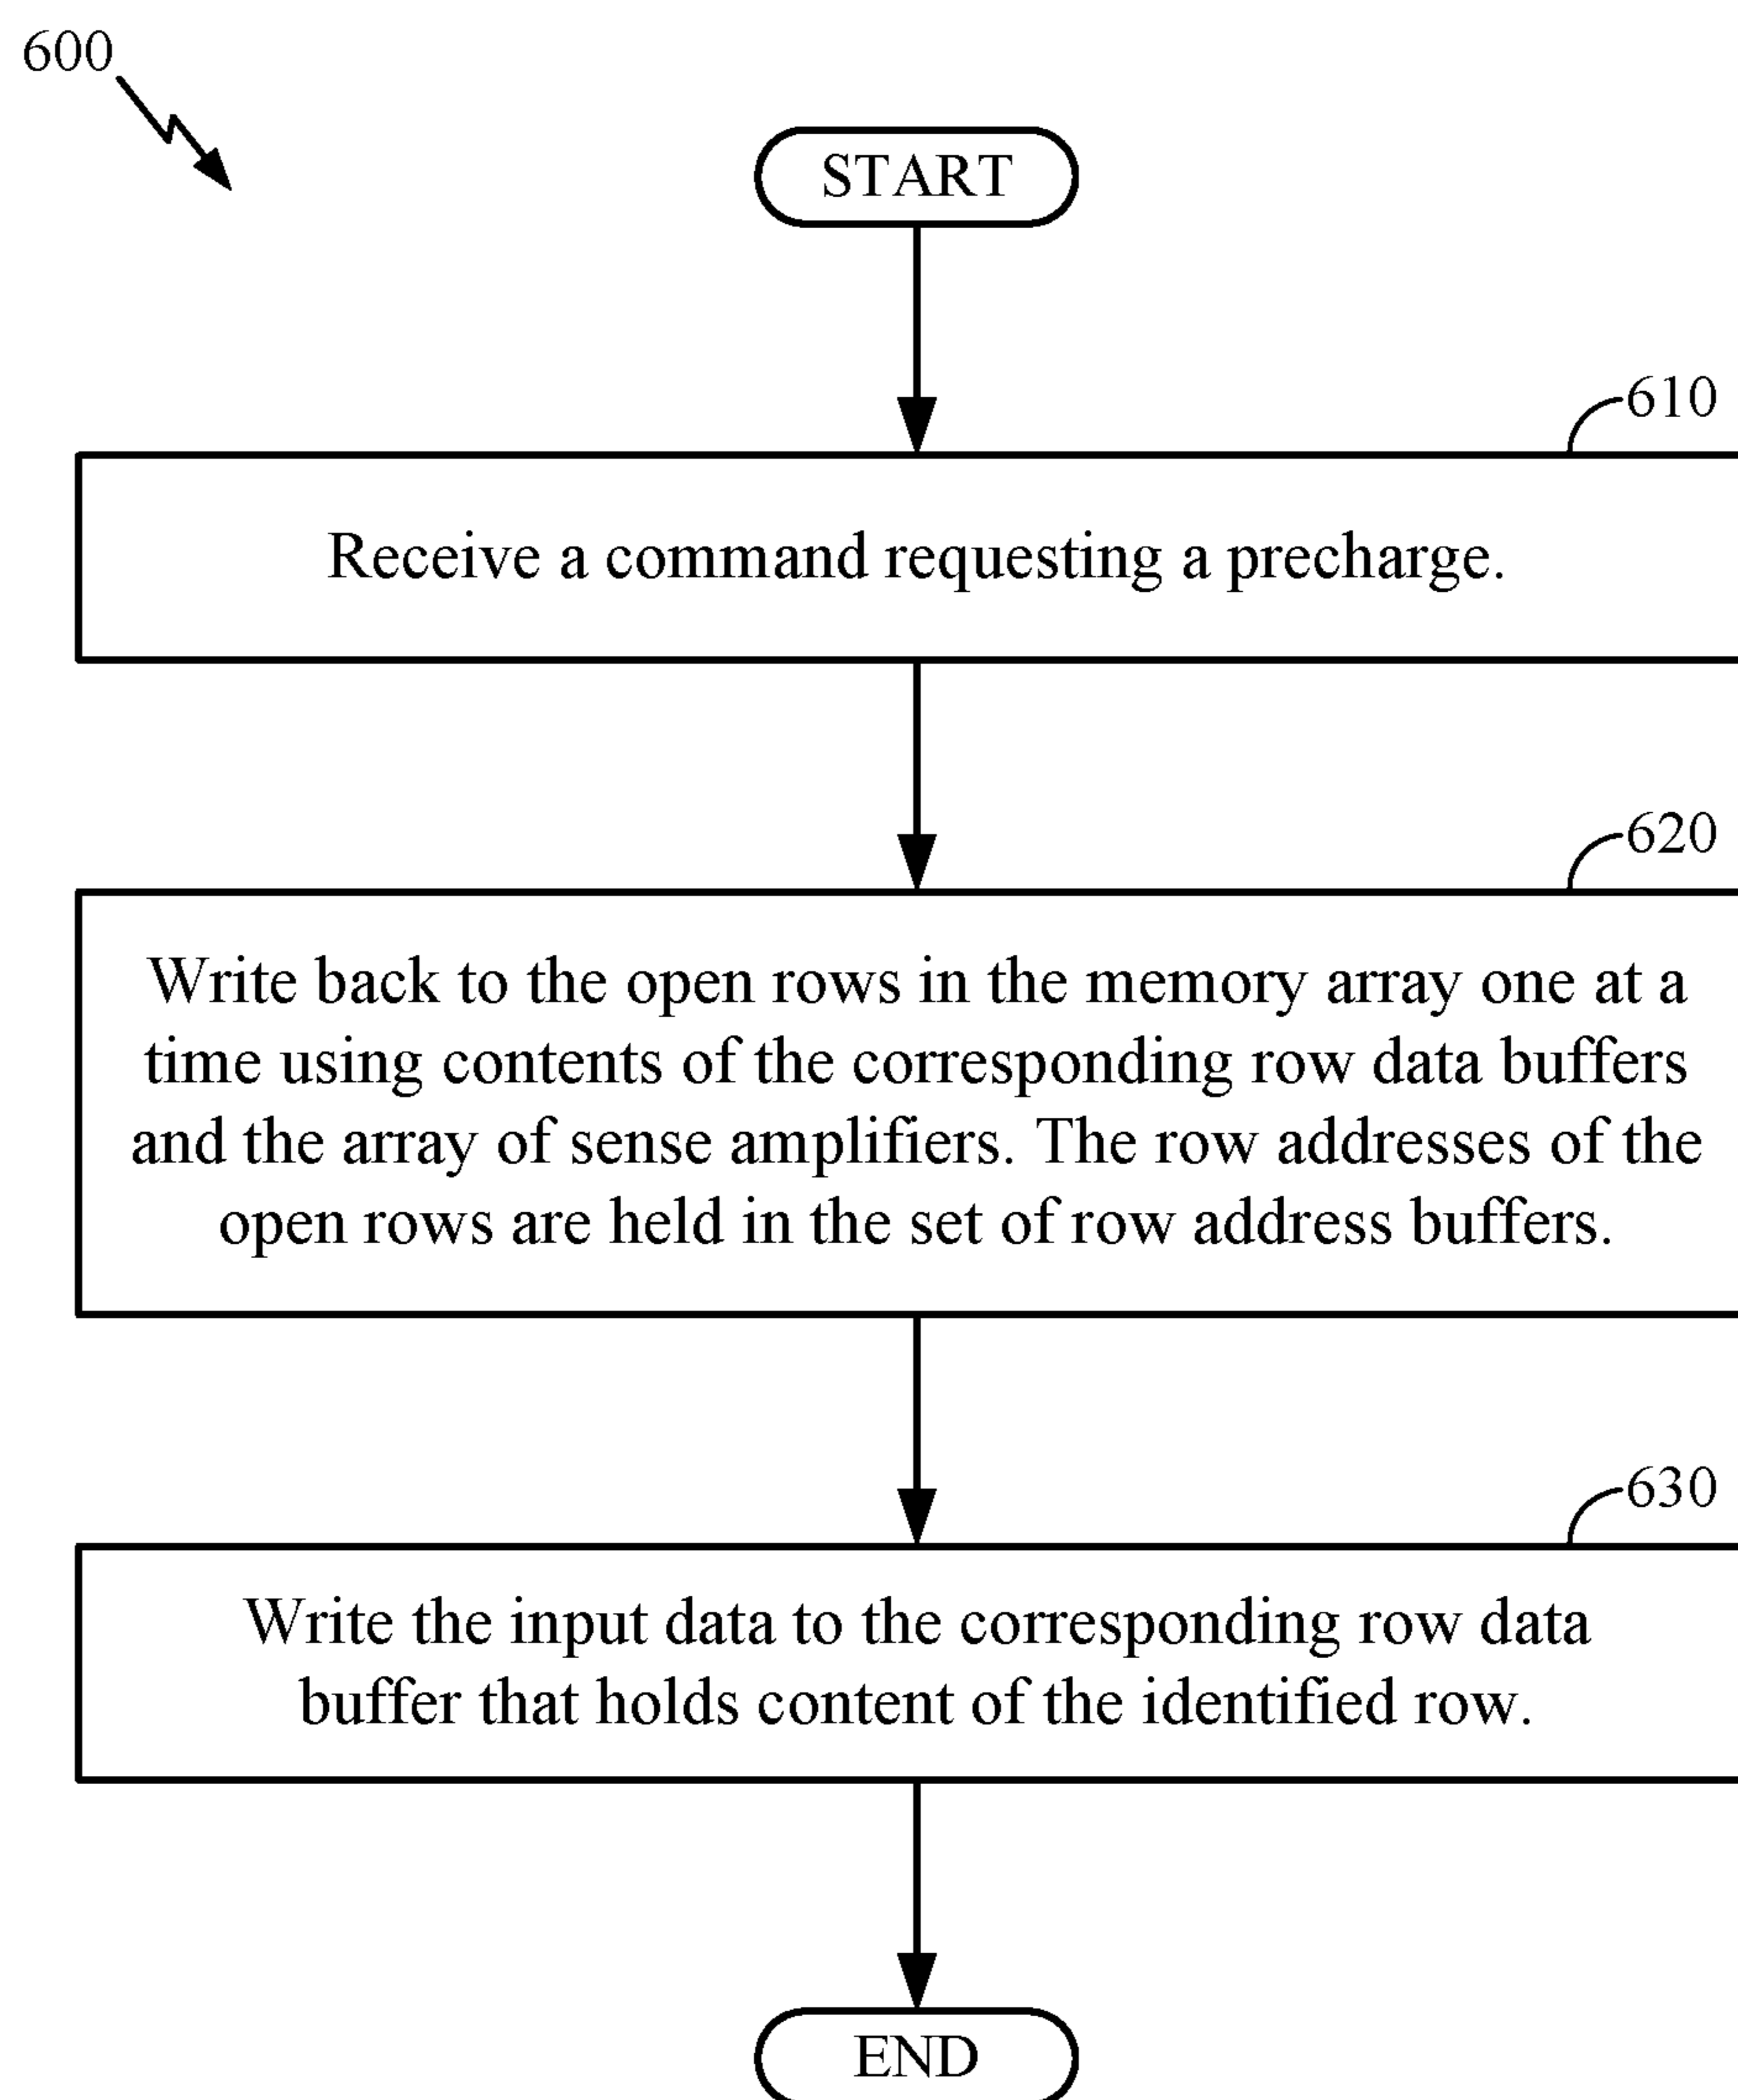 600
START
610
Receive a command requesting a precharge.
620
Write back to the open rows in the memory array one at a
time using contents of the corresponding row data buffers
and the array of sense amplifiers. The row addresses of the
open rows are held in the set of row address buffers.
630
Write the input data to the corresponding row data
buffer that holds content of the identified row.
END